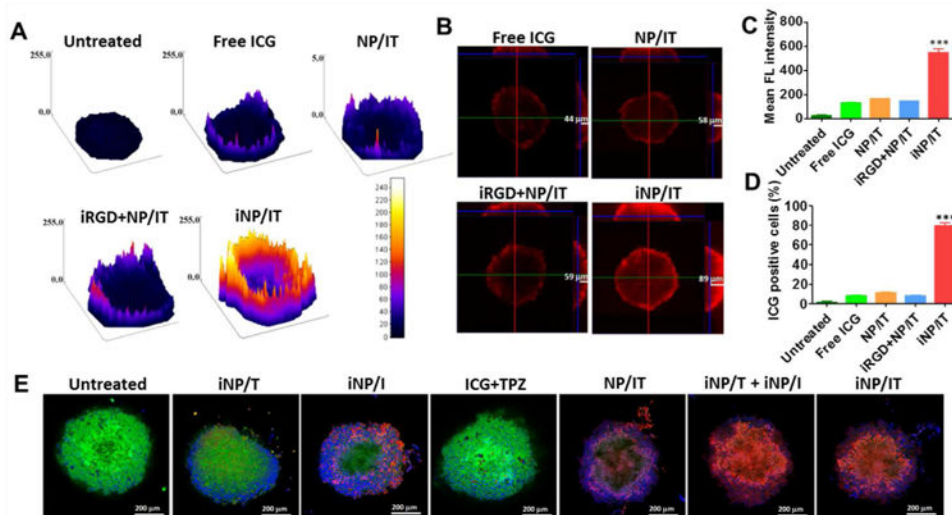 A
Untreated
Free ICG
NP/IT
255.0
0.0
255.0
0.0
5.0
0.0
iRGD+NP/IT
iNP/IT
255.0
0.0
255.0
0.0
240
220
200
180
160
140
120
100
80
60
40
20
0
B
Free ICG
NP/IT
44 µm
58 µm
iRGD+NP/IT
iNP/IT
59 µm
89 µm
C
Mean FL intensity
800
600
400
200
0
***
Untreated
Free ICG
NP/IT
iRGD+NP/IT
iNP/IT
D
ICG positive cells (%)
100
80
60
40
20
0
***
Untreated
Free ICG
NP/IT
iRGD+NP/IT
iNP/IT
E
Untreated
iNP/T
iNP/I
ICG+TPZ
NP/IT
iNP/T + iNP/I
iNP/IT
200 µm
200 µm
200 µm
200 µm
200 µm
200 µm
200 µm